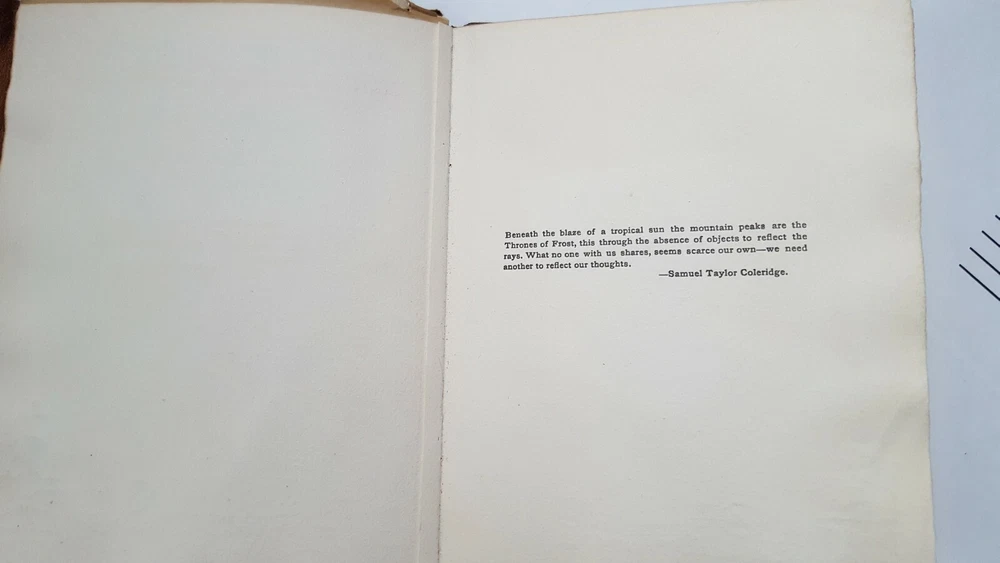 Beneath the blaze of a tropical sun the mountain peaks are the
Thrones of Frost, this through the absence of objects to reflect the
rays. What no one with us shares, seems scarce our own—we need
another to reflect our thoughts.
—Samuel Taylor Coleridge.